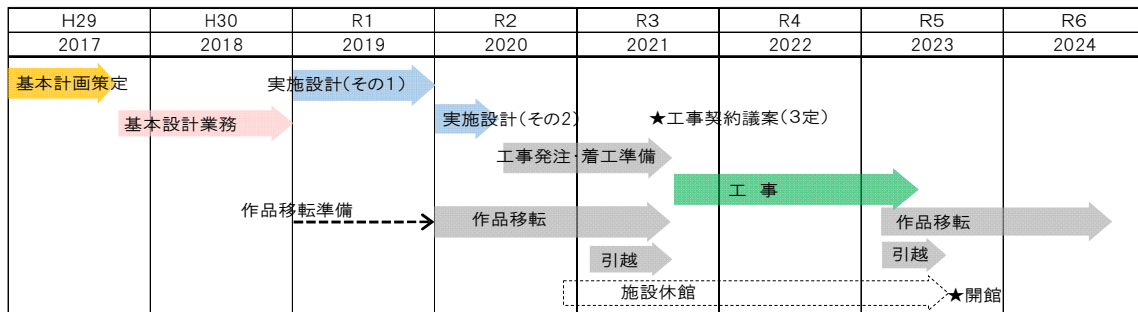 H29 H30 R1 R2 R3 R4 R5 R6
2017 2018 2019 2020 2021 2022 2023 2024
基本計画策定
実施設計(その1)
基本設計業務
実施設計(その2)
★工事契約議案(3定)
工事発注・着工準備
工 事
作品移転準備
作品移転
作品移転
引越
引越
施設休館
★開館